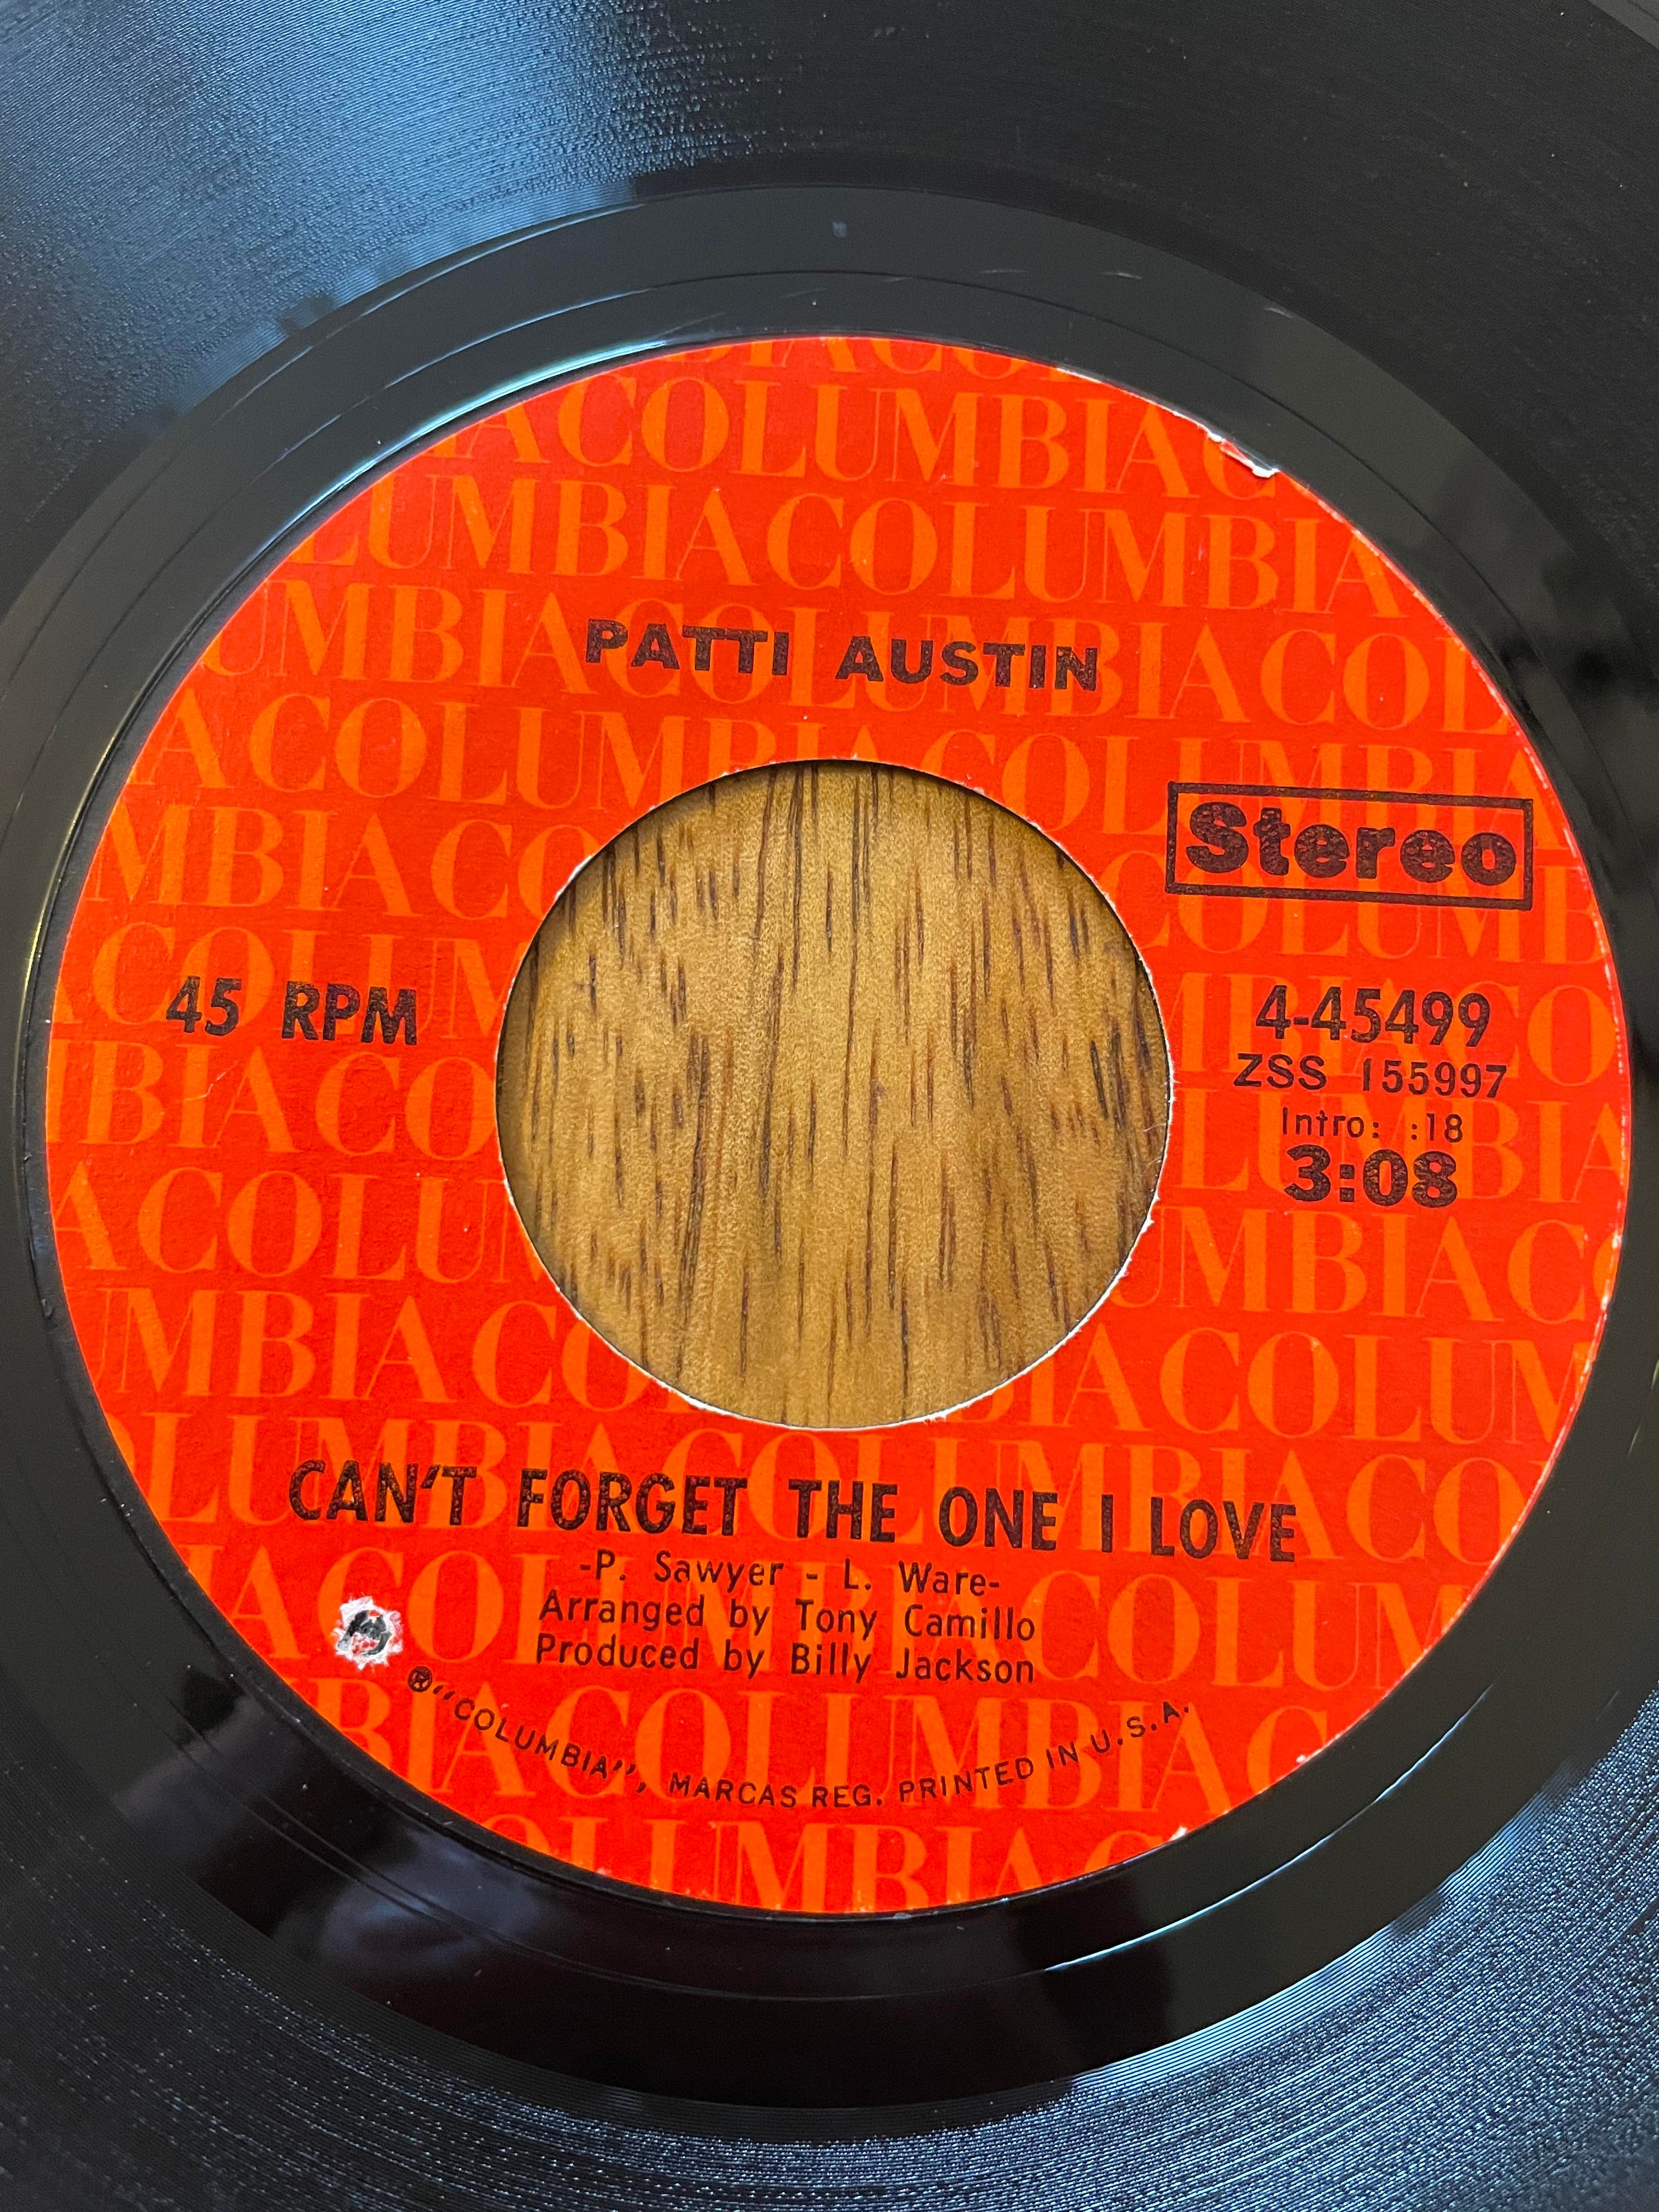 PATTI AUSTIN
Stereo
45 RPM
4-45499
ZSS 155997
Intro: :18
3:08
CAN'T FORGET THE ONE I LOVE
-P. Sawyer - L. Ware-
Arranged by Tony Camillo
Produced by Billy Jackson
®"COLUMBIA", MARCAS REG. PRINTED IN U.S.A.
COLUMBIA